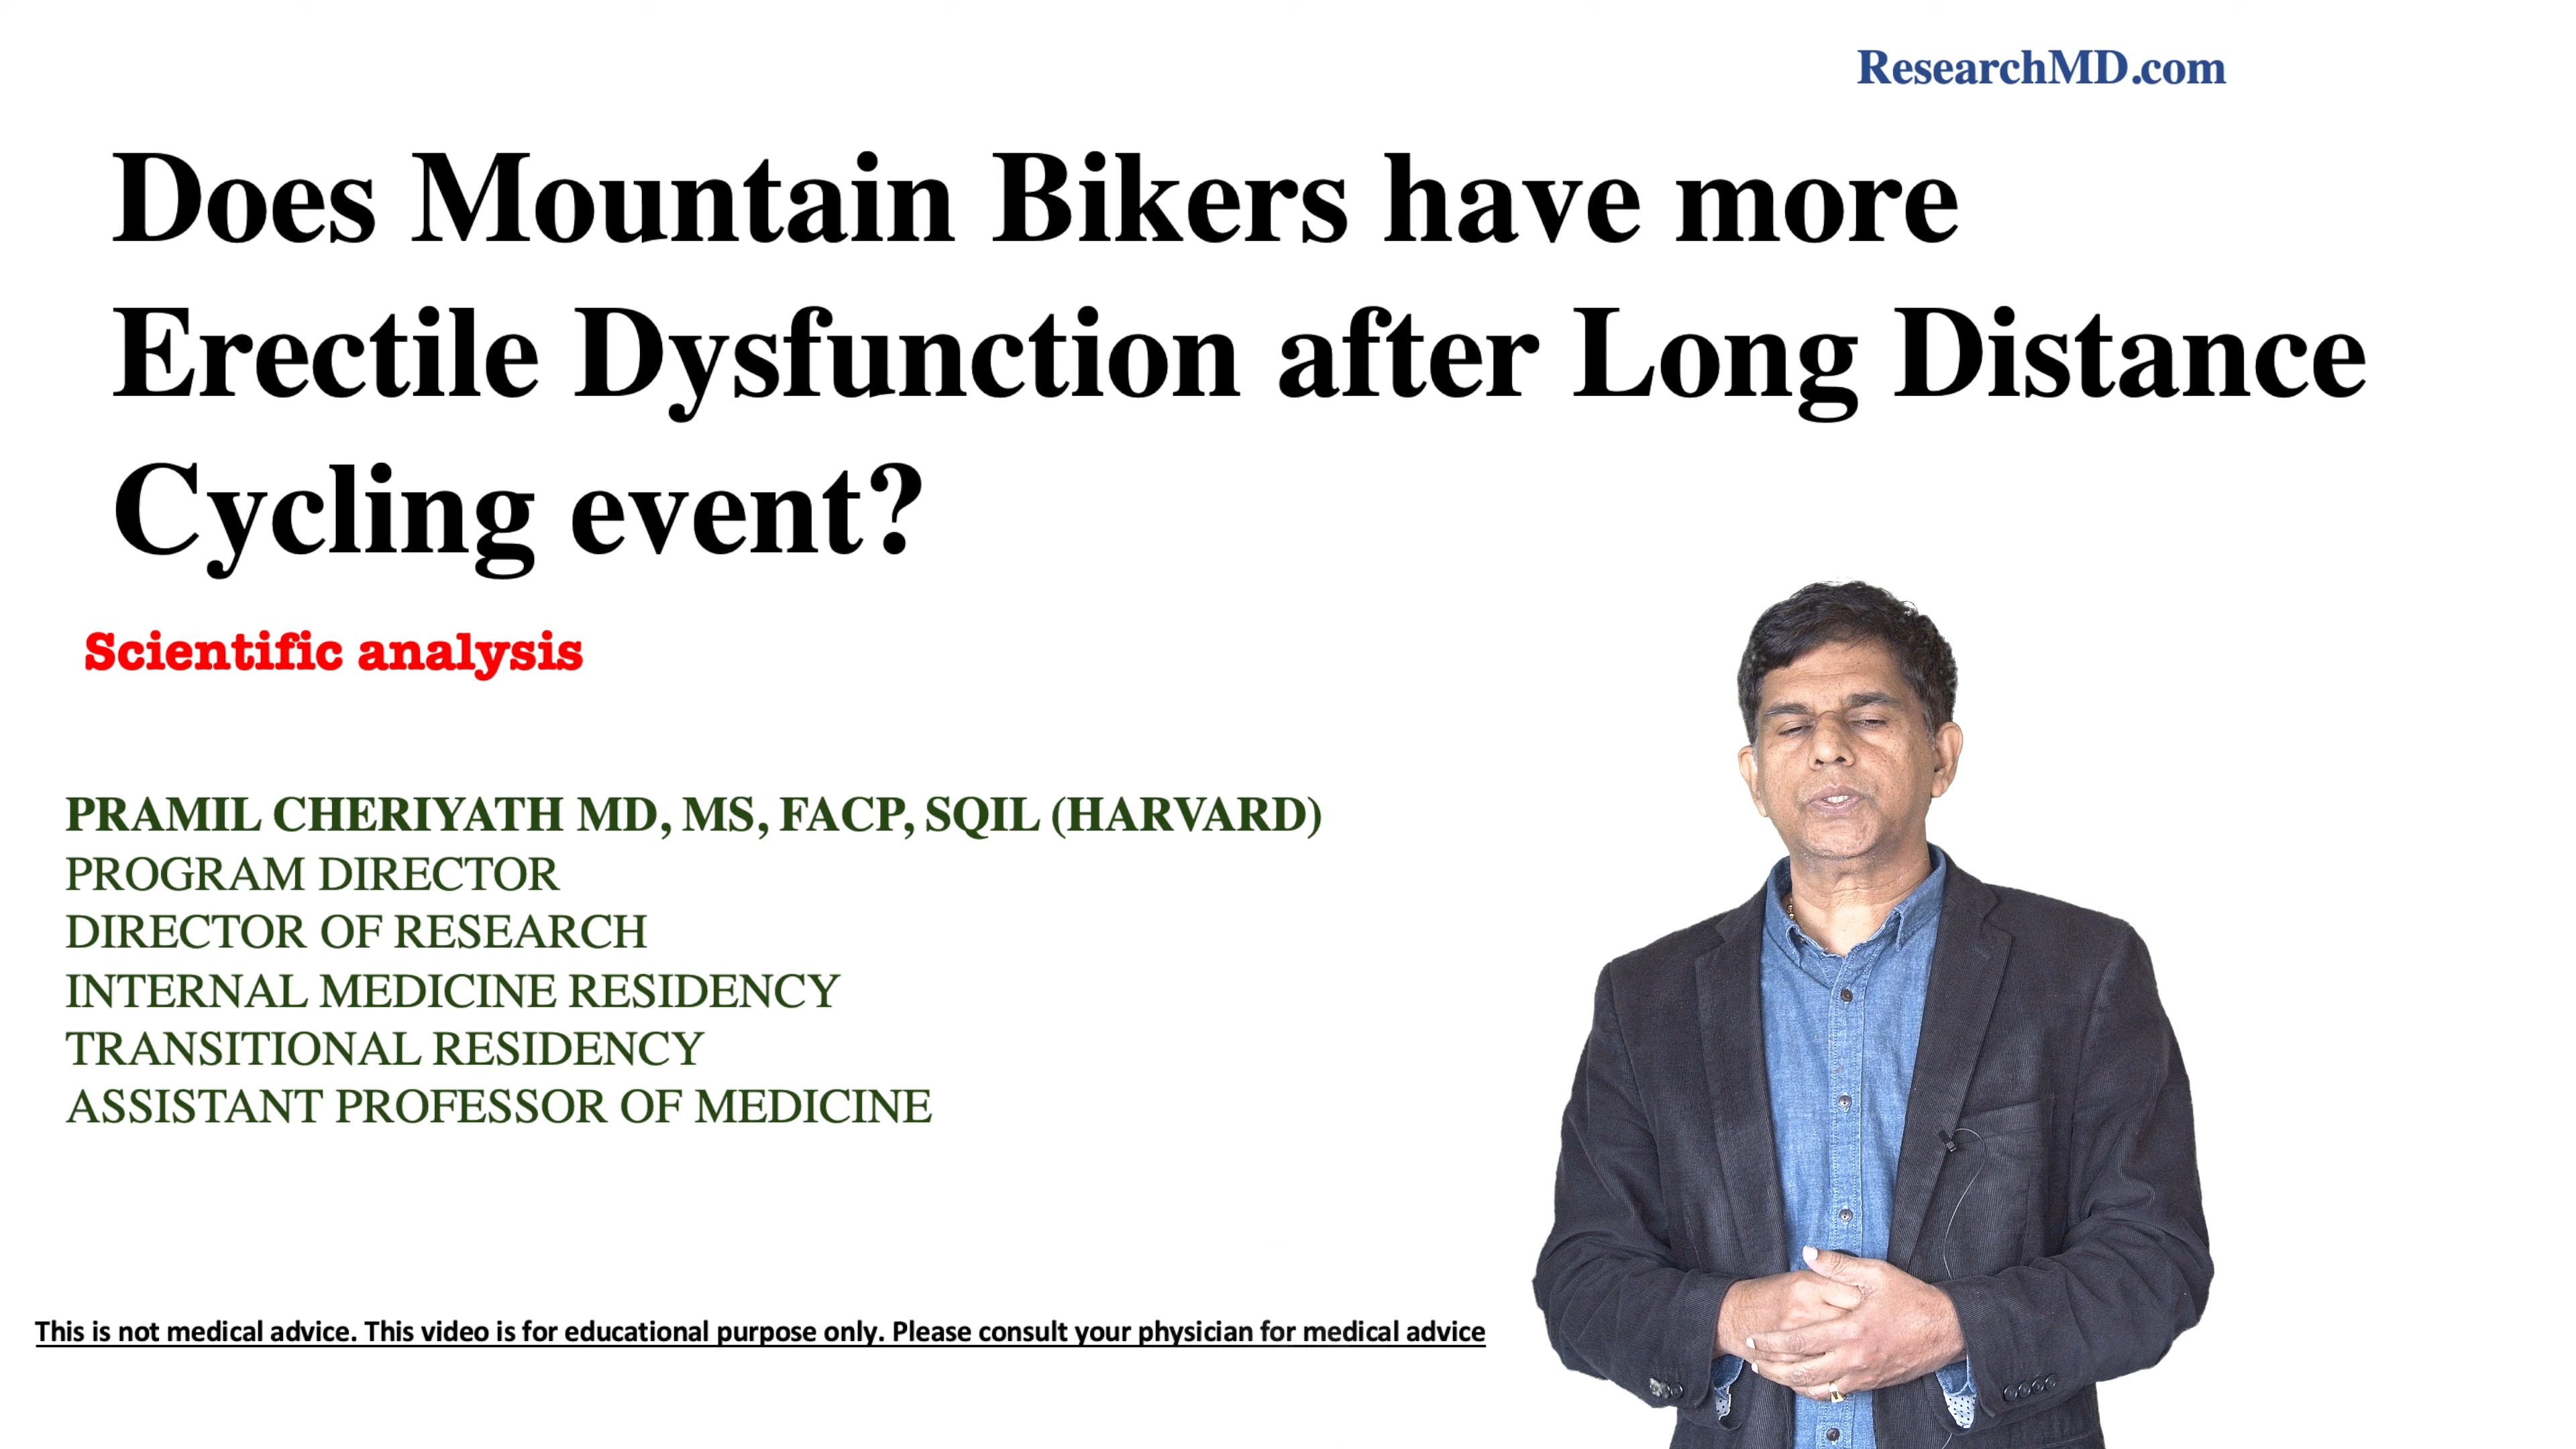 ResearchMD.com
Does Mountain Bikers have more
Erectile Dysfunction after Long Distance
Cycling event?
Scientific analysis
PRAMIL CHERIYATH MD, MS, FACP, SQIL (HARVARD)
PROGRAM DIRECTOR
DIRECTOR OF RESEARCH
INTERNAL MEDICINE RESIDENCY
TRANSITIONAL RESIDENCY
ASSISTANT PROFESSOR OF MEDICINE
This is not medical advice. This video is for educational purpose only. Please consult your physician for medical advice